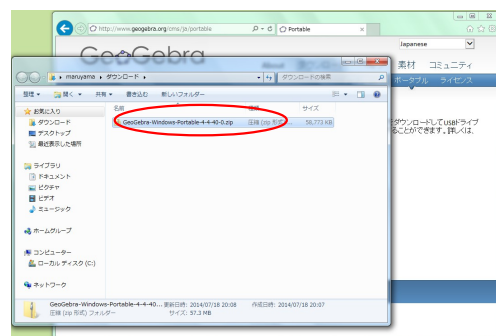 http://www.geogebra.org/cms/ja/portable
Portable
GeoGebra
Japanese
素材 コミュニティ
ポータブル ライセンス
maruyama ▸ ダウンロード ▸
ダウンロードの検索
整理 ▾ 開く ▾ 共有 ▾ 書き込む 新しいフォルダー
名前 種類 サイズ
GeoGebra-Windows-Portable-4-4-40-0.zip 圧縮 (zip 形式) ... 58,773 KB
お気に入り
ダウンロード
デスクトップ
最近表示した場所
ライブラリ
ドキュメント
ピクチャ
ビデオ
ミュージック
ホームグループ
コンピューター
ローカル ディスク (C:)
ネットワーク
ダウンロードしてUSBドライブ
ることができます。詳しくは、
GeoGebra-Windows-Portable-4-4-40... 更新日時: 2014/07/18 20:08 作成日時: 2014/07/18 20:07
圧縮 (zip 形式) フォルダー サイズ: 57.3 MB